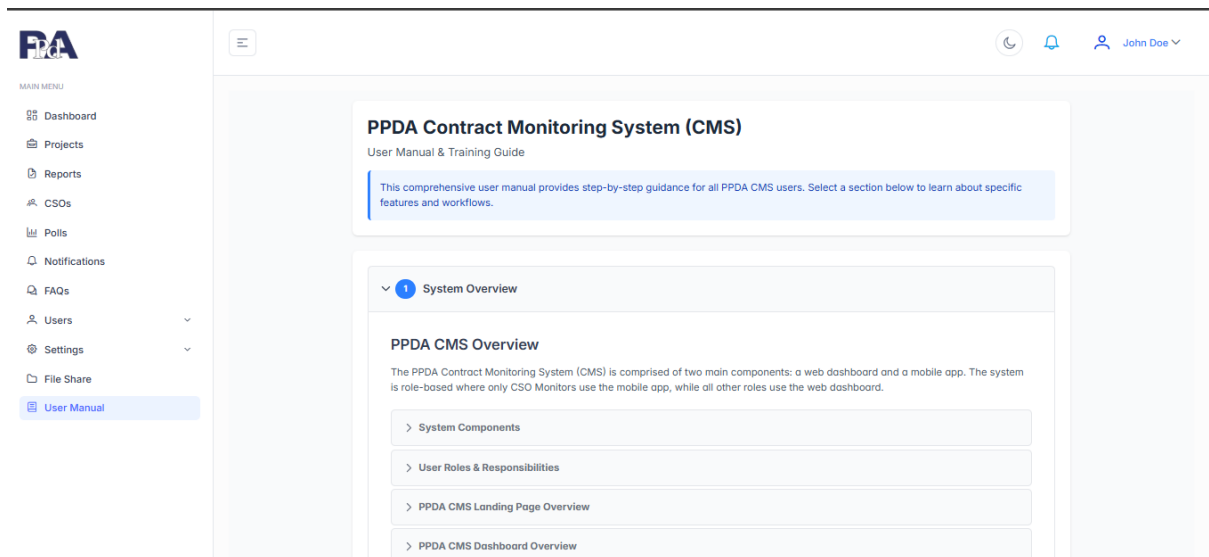 PPdA
MAIN MENU
Dashboard
Projects
Reports
CSOs
Polls
Notifications
FAQs
Users
Settings
File Share
User Manual
John Doe
PPDA Contract Monitoring System (CMS)
User Manual & Training Guide
This comprehensive user manual provides step-by-step guidance for all PPDA CMS users. Select a section below to learn about specific
features and workflows.
1 System Overview
PPDA CMS Overview
The PPDA Contract Monitoring System (CMS) is comprised of two main components: a web dashboard and a mobile app. The system
is role-based where only CSO Monitors use the mobile app, while all other roles use the web dashboard.
System Components
User Roles & Responsibilities
PPDA CMS Landing Page Overview
PPDA CMS Dashboard Overview